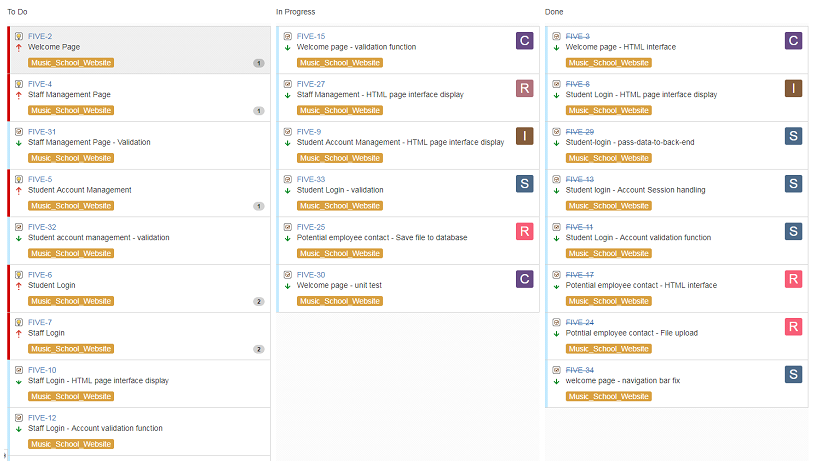 To Do
FIVE-2
Welcome Page
Music_School_Website
1
FIVE-4
Staff Management Page
Music_School_Website
1
FIVE-31
Staff Management Page - Validation
Music_School_Website
FIVE-5
Student Account Management
Music_School_Website
1
FIVE-32
Student account management - validation
Music_School_Website
FIVE-6
Student Login
Music_School_Website
2
FIVE-7
Staff Login
Music_School_Website
2
FIVE-10
Staff Login - HTML page interface display
Music_School_Website
FIVE-12
Staff Login - Account validation function
Music_School_Website
In Progress
FIVE-15
C
Welcome page - validation function
Music_School_Website
FIVE-27
R
Staff Management - HTML page interface display
Music_School_Website
FIVE-9
I
Student Account Management - HTML page interface display
Music_School_Website
FIVE-33
S
Student Login - validation
Music_School_Website
FIVE-25
R
Potential employee contact - Save file to database
Music_School_Website
FIVE-30
C
Welcome page - unit test
Music_School_Website
Done
FIVE-3
C
Welcome page - HTML interface
Music_School_Website
FIVE-8
I
Student Login - HTML page interface display
Music_School_Website
FIVE-29
S
Student-login - pass-data-to-back-end
Music_School_Website
FIVE-13
S
Student login - Account Session handling
Music_School_Website
FIVE-11
S
Student Login - Account validation function
Music_School_Website
FIVE-17
R
Potential employee contact - HTML interface
Music_School_Website
FIVE-24
R
Potntial employee contact - File upload
Music_School_Website
FIVE-34
S
welcome page - navigation bar fix
Music_School_Website